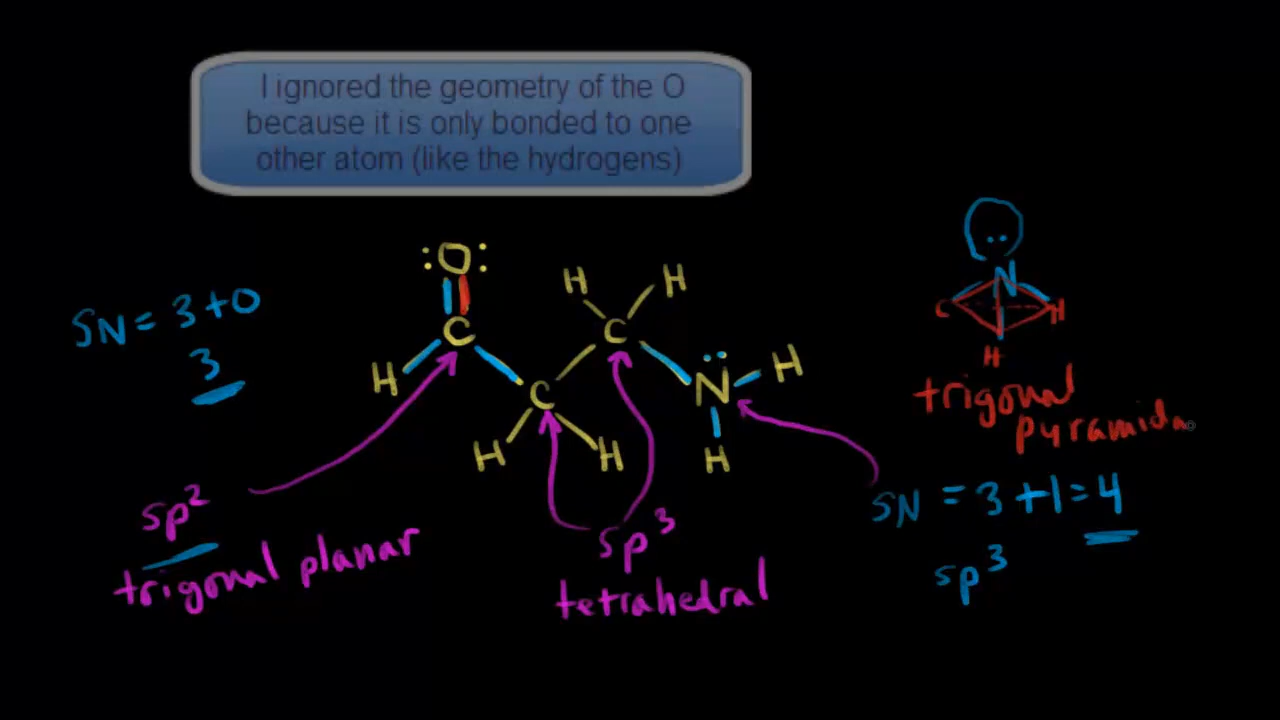 I ignored the geometry of the O
because it is only bonded to one
other atom (like the hydrogens)
SN = 3+0
3
sp²
trigonal planar
:O:
C
H
C
H H
C
H H
N
H
H
sp³
tetrahedral
N
C H
H
trigonal
pyramida
SN = 3+1=4
sp³